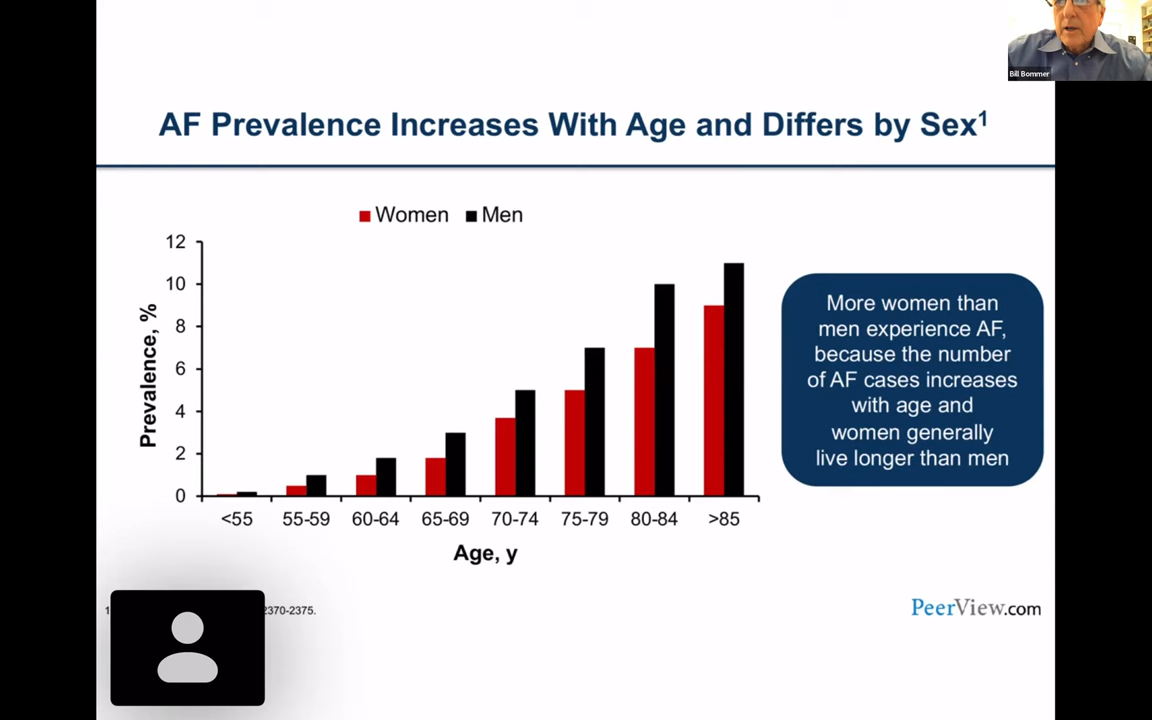 Bill Bommer
AF Prevalence Increases With Age and Differs by Sex1
Women Men
12
10
8
6
4
2
0
Prevalence, %
<55 55-59 60-64 65-69 70-74 75-79 80-84 >85
Age, y
More women than
men experience AF,
because the number
of AF cases increases
with age and
women generally
live longer than men
1
2370-2375.
PeerView.com